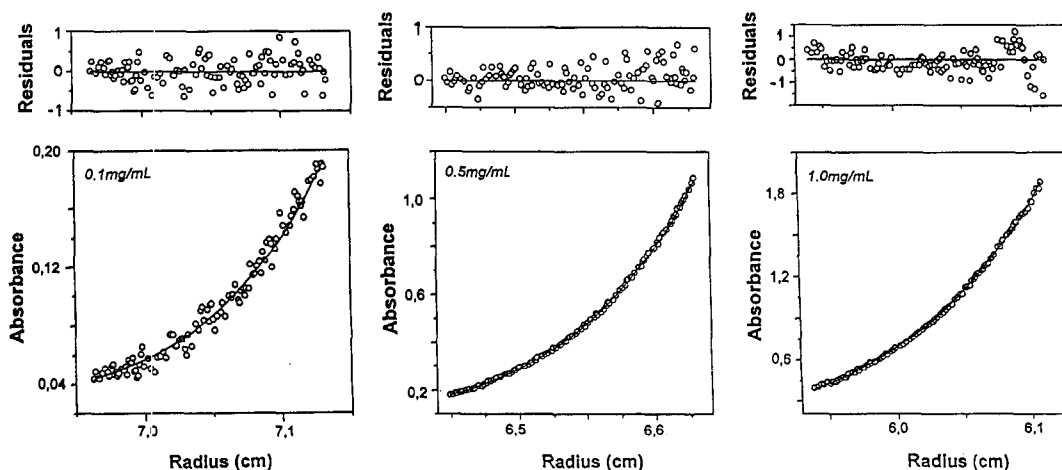 Residuals
1
0
-1
Residuals
1
0
Residuals
1
0
-1
Absorbance
0,20
0,12
0,04
0.1mg/mL
7,0
7,1
Radius (cm)
Absorbance
1,0
0,6
0,2
0.5mg/mL
6,5
6,6
Radius (cm)
Absorbance
1,8
1,2
0,6
1.0mg/mL
6,0
6,1
Radius (cm)